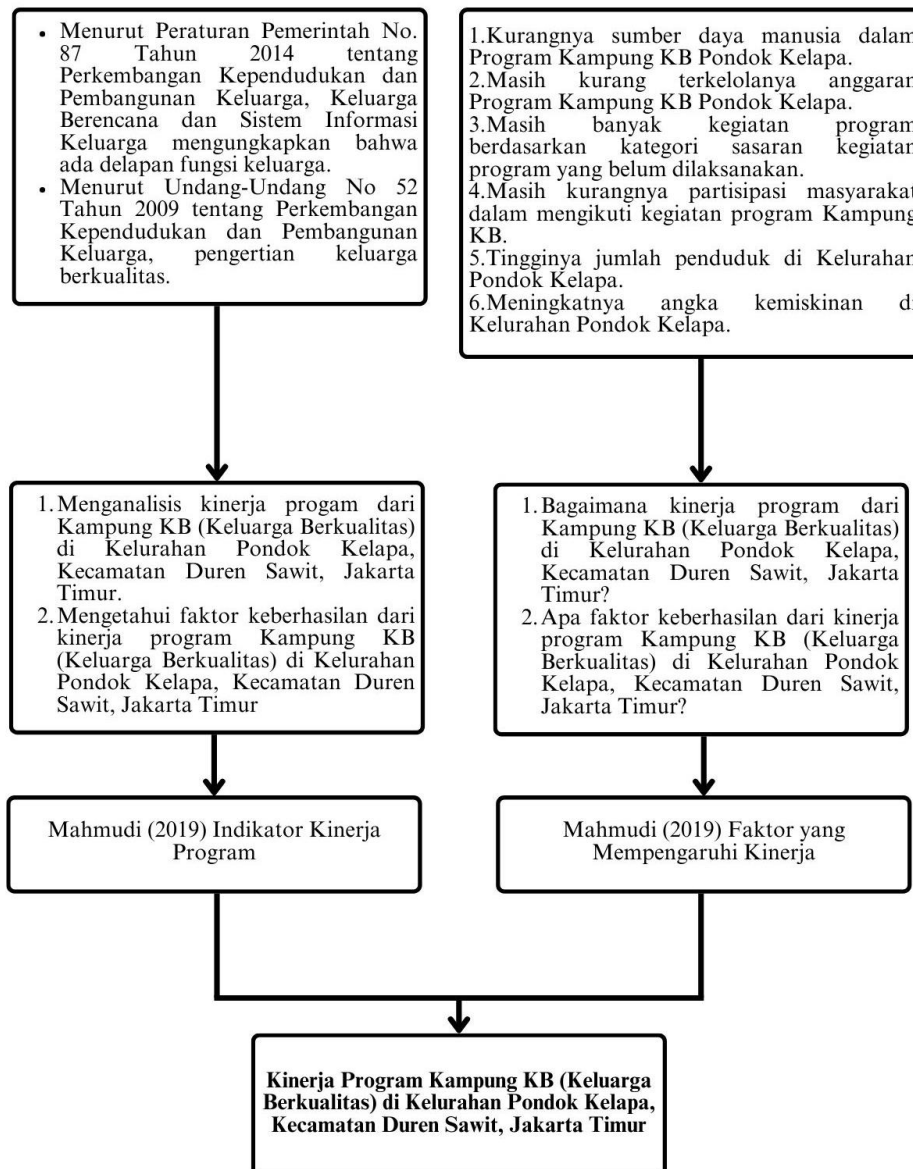 • Menurut Peraturan Pemerintah No.
87 Tahun 2014 tentang
Perkembangan Kependudukan dan
Pembangunan Keluarga, Keluarga
Berencana dan Sistem Informasi
Keluarga mengungkapkan bahwa
ada delapan fungsi keluarga.
• Menurut Undang-Undang No 52
Tahun 2009 tentang Perkembangan
Kependudukan dan Pembangunan
Keluarga, pengertian keluarga
berkualitas.
1.Kurangnya sumber daya manusia dalam
Program Kampung KB Pondok Kelapa.
2.Masih kurang terkelolanya anggaran
Program Kampung KB Pondok Kelapa.
3.Masih banyak kegiatan program
berdasarkan kategori sasaran kegiatan
program yang belum dilaksanakan.
4.Masih kurangnya partisipasi masyarakat
dalam mengikuti kegiatan program Kampung
KB.
5.Tingginya jumlah penduduk di Kelurahan
Pondok Kelapa.
6.Meningkatnya angka kemiskinan di
Kelurahan Pondok Kelapa.
1. Menganalisis kinerja progam dari
Kampung KB (Keluarga Berkualitas)
di Kelurahan Pondok Kelapa,
Kecamatan Duren Sawit, Jakarta
Timur.
2. Mengetahui faktor keberhasilan dari
kinerja program Kampung KB
(Keluarga Berkualitas) di Kelurahan
Pondok Kelapa, Kecamatan Duren
Sawit, Jakarta Timur
1. Bagaimana kinerja program dari
Kampung KB (Keluarga Berkualitas)
di Kelurahan Pondok Kelapa,
Kecamatan Duren Sawit, Jakarta
Timur?
2. Apa faktor keberhasilan dari kinerja
program Kampung KB (Keluarga
Berkualitas) di Kelurahan Pondok
Kelapa, Kecamatan Duren Sawit,
Jakarta Timur?
Mahmudi (2019) Indikator Kinerja
Program
Mahmudi (2019) Faktor yang
Mempengaruhi Kinerja
Kinerja Program Kampung KB (Keluarga
Berkualitas) di Kelurahan Pondok Kelapa,
Kecamatan Duren Sawit, Jakarta Timur